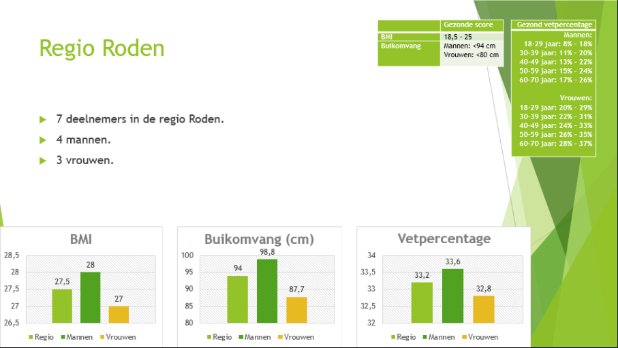 Regio Roden
Gezonde score
BMI 18,5 - 25
Buikomvang Mannen: <94 cm
Vrouwen: <80 cm
Gezond vetpercentage
Mannen:
18-29 jaar: 8% - 18%
30-39 jaar: 11% - 20%
40-49 jaar: 13% - 22%
50-59 jaar: 15% - 24%
60-70 jaar: 17% - 26%
Vrouwen:
18-29 jaar: 20% - 29%
30-39 jaar: 22% - 31%
40-49 jaar: 24% - 33%
50-59 jaar: 26% - 35%
60-70 jaar: 28% - 37%
7 deelnemers in de regio Roden.
4 mannen.
3 vrouwen.
BMI
28,5
28
27,5
27
26,5
27,5
28
27
Regio Mannen Vrouwen
Buikomvang (cm)
100
95
90
85
80
94
98,8
87,7
Regio Mannen Vrouwen
Vetpercentage
34
33,5
33
32,5
32
33,2
33,6
32,8
Regio Mannen Vrouwen